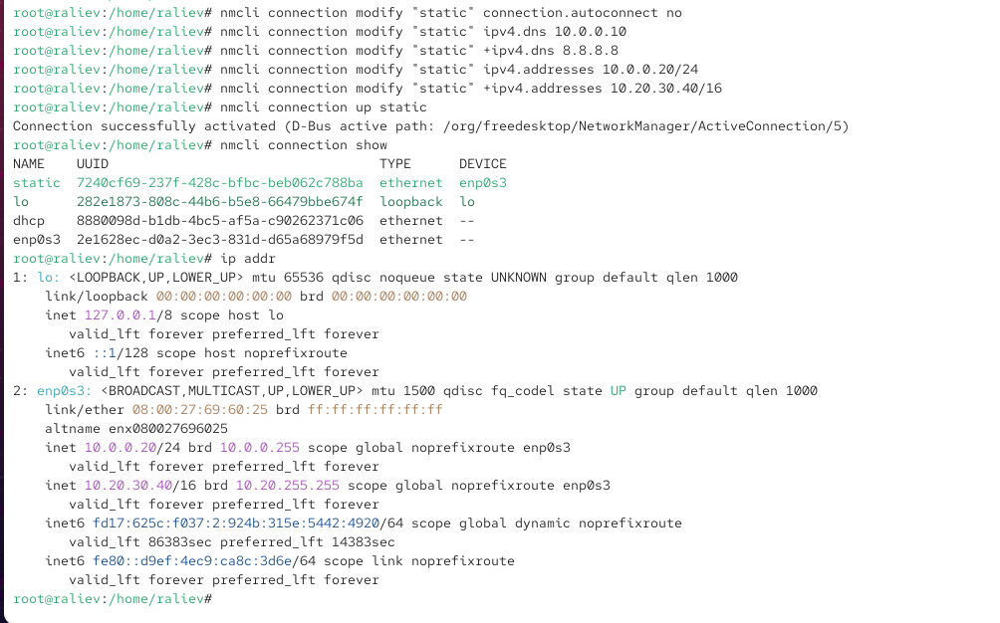 root@raliev:/home/raliev# nmcli connection modify "static" connection.autoconnect no
root@raliev:/home/raliev# nmcli connection modify "static" ipv4.dns 10.0.0.10
root@raliev:/home/raliev# nmcli connection modify "static" +ipv4.dns 8.8.8.8
root@raliev:/home/raliev# nmcli connection modify "static" ipv4.addresses 10.0.0.20/24
root@raliev:/home/raliev# nmcli connection modify "static" +ipv4.addresses 10.20.30.40/16
root@raliev:/home/raliev# nmcli connection up static
Connection successfully activated (D-Bus active path: /org/freedesktop/NetworkManager/ActiveConnection/5)
root@raliev:/home/raliev# nmcli connection show
NAME    UUID                                  TYPE      DEVICE
static  7240cf69-237f-428c-bfbc-beb062c788ba  ethernet  enp0s3
lo      282e1873-808c-44b6-b5e8-66479bbe674f  loopback  lo
dhcp    8880098d-b1db-4bc5-af5a-c90262371c06  ethernet  --
enp0s3  2e1628ec-d0a2-3ec3-831d-d65a68979f5d  ethernet  --
root@raliev:/home/raliev# ip addr
1: lo: <LOOPBACK,UP,LOWER_UP> mtu 65536 qdisc noqueue state UNKNOWN group default qlen 1000
    link/loopback 00:00:00:00:00:00 brd 00:00:00:00:00:00
    inet 127.0.0.1/8 scope host lo
       valid_lft forever preferred_lft forever
    inet6 ::1/128 scope host noprefixroute
       valid_lft forever preferred_lft forever
2: enp0s3: <BROADCAST,MULTICAST,UP,LOWER_UP> mtu 1500 qdisc fq_codel state UP group default qlen 1000
    link/ether 08:00:27:69:60:25 brd ff:ff:ff:ff:ff:ff
    altname enx080027696025
    inet 10.0.0.20/24 brd 10.0.0.255 scope global noprefixroute enp0s3
       valid_lft forever preferred_lft forever
    inet 10.20.30.40/16 brd 10.20.255.255 scope global noprefixroute enp0s3
       valid_lft forever preferred_lft forever
    inet6 fd17:625c:f037:2:924b:315e:5442:4920/64 scope global dynamic noprefixroute
       valid_lft 86383sec preferred_lft 14383sec
    inet6 fe80::d9ef:4ec9:ca8c:3d6e/64 scope link noprefixroute
       valid_lft forever preferred_lft forever
root@raliev:/home/raliev#